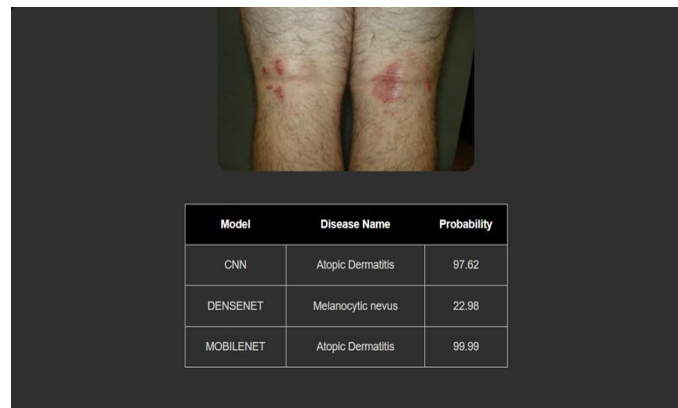 Model Disease Name Probability
CNN Atopic Dermatitis 97.62
DENSENET Melanocytic nevus 22.98
MOBILENET Atopic Dermatitis 99.99